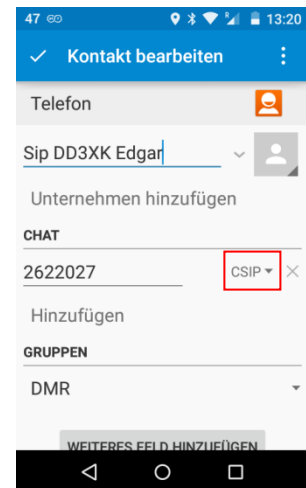 47 13:20
Kontakt bearbeiten
Telefon
Sip DD3XK Edgar
Unternehmen hinzufügen
CHAT
2622027 CSIP
Hinzufügen
GRUPPEN
DMR
WEITERES FELD HINZUFÜGEN